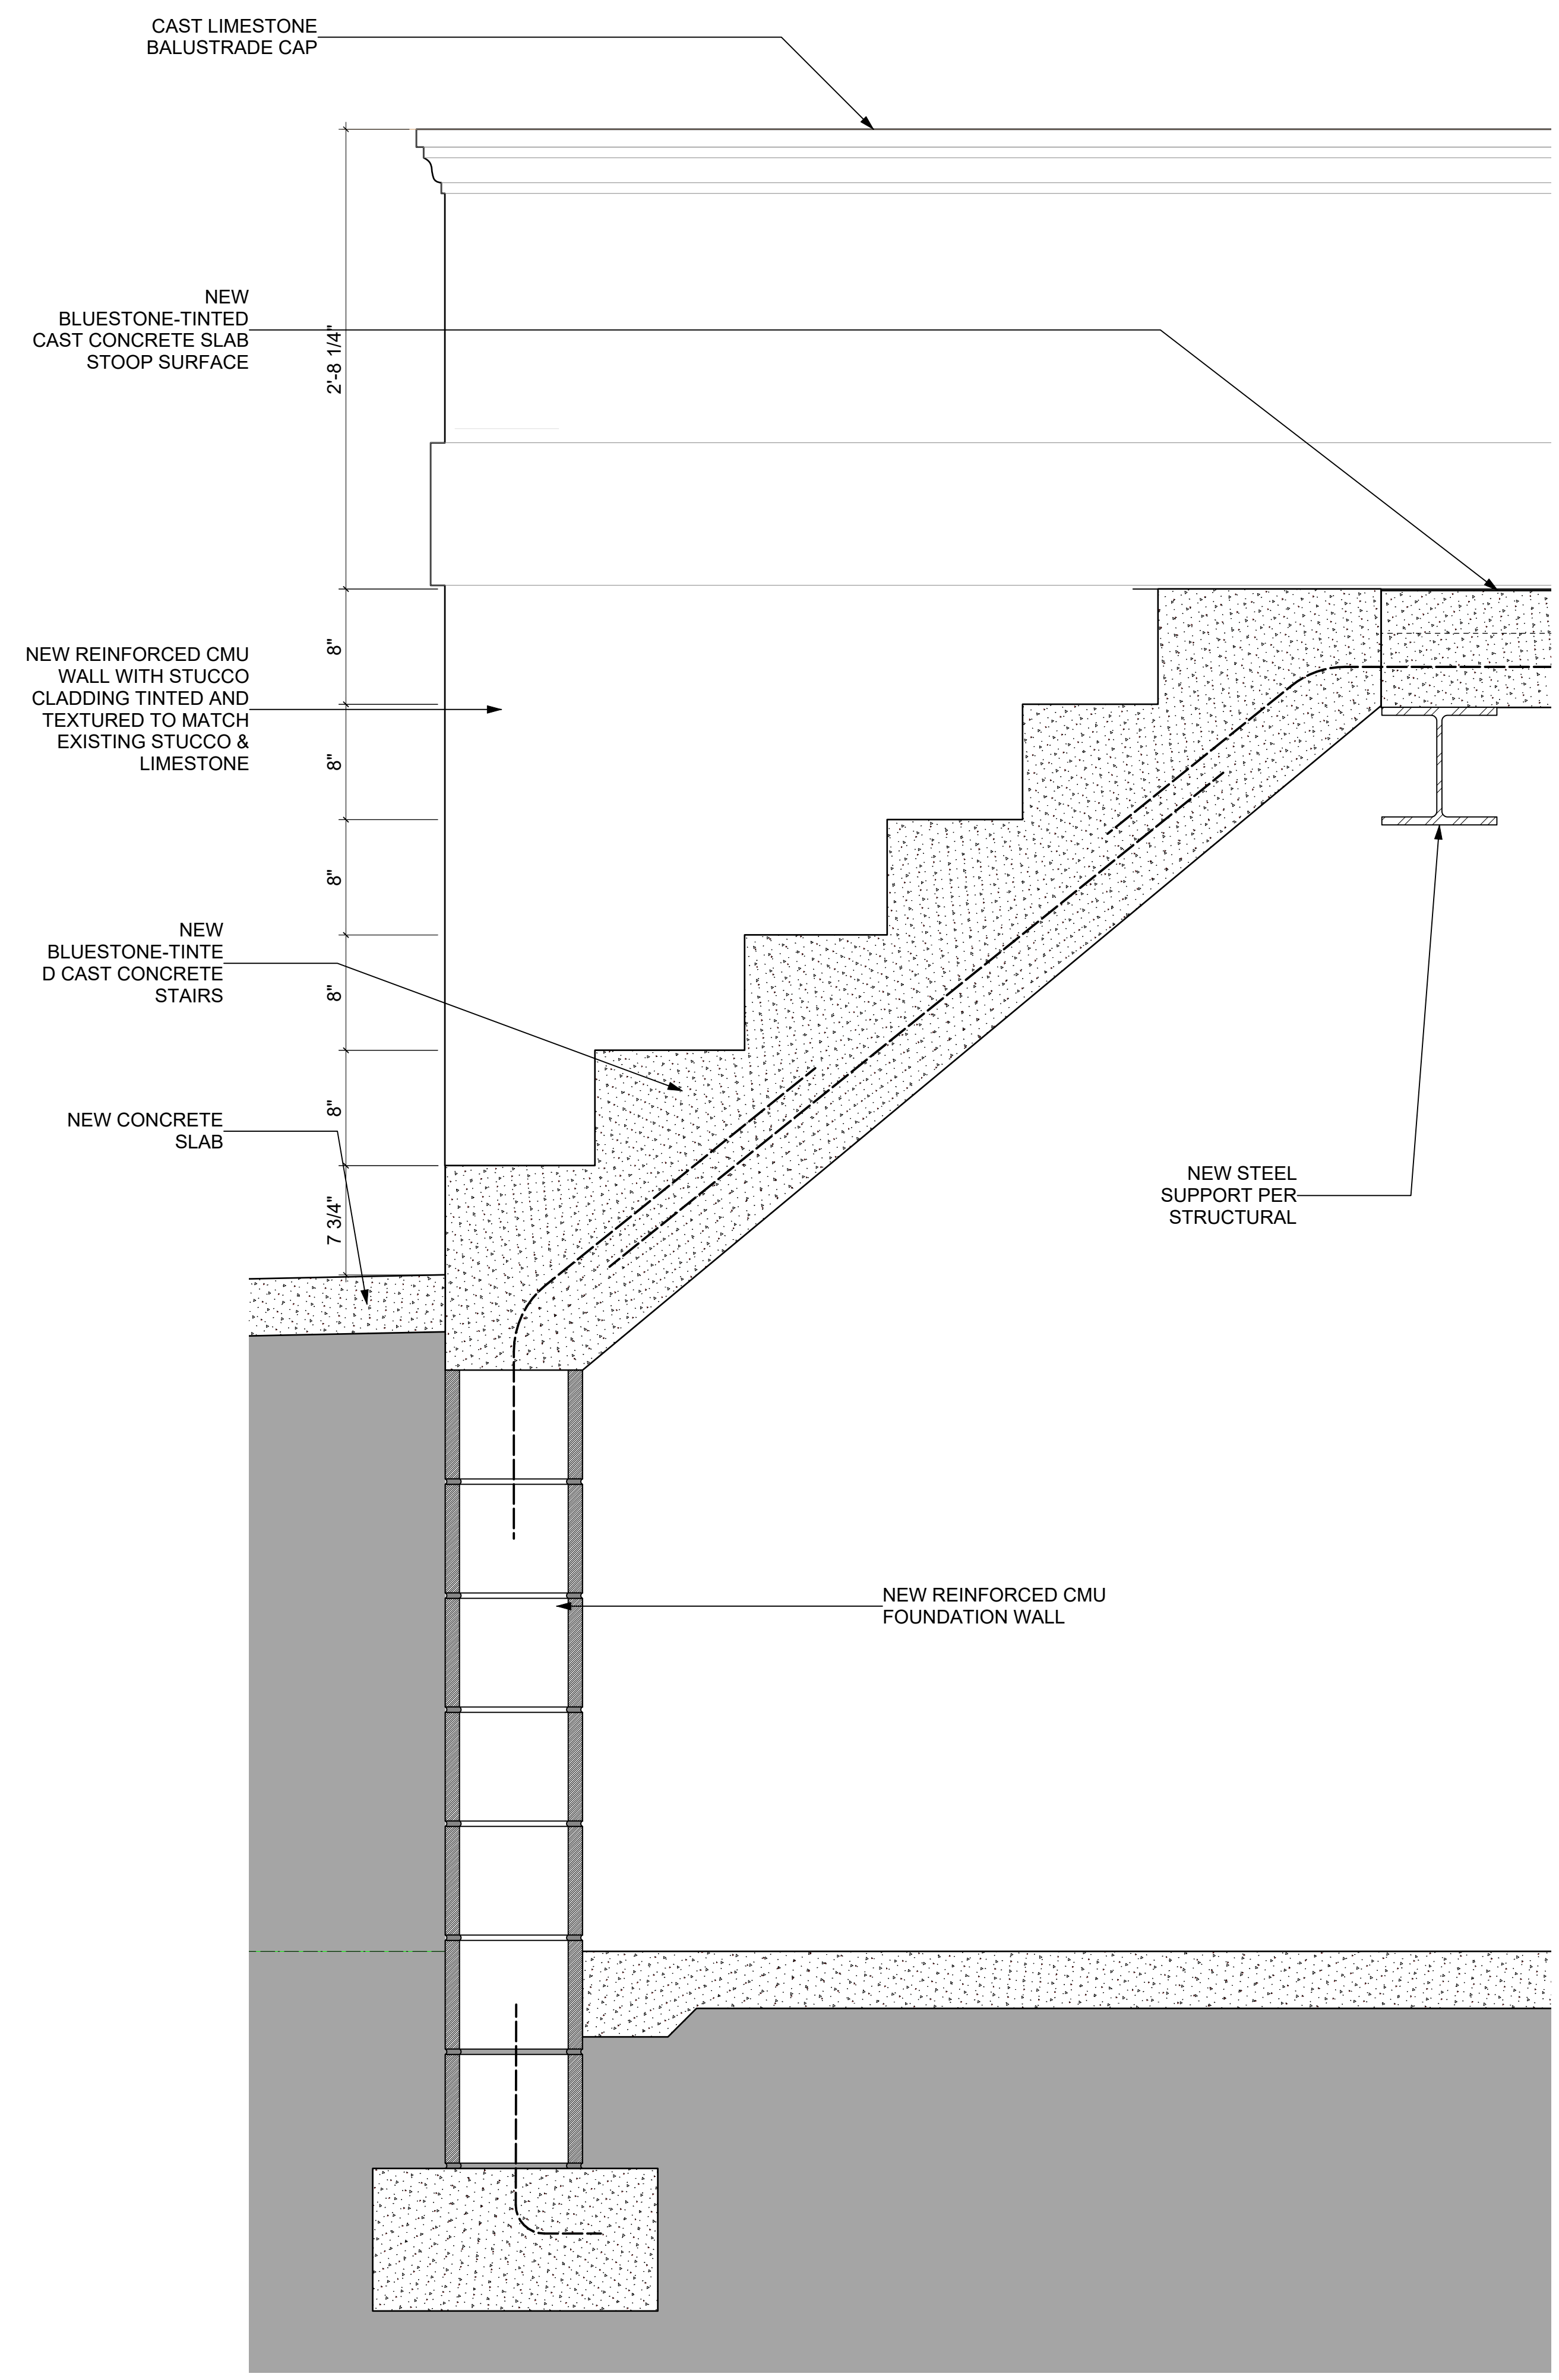 CAST LIMESTONE
BALUSTRADE CAP
NEW
BLUESTONE-TINTED
CAST CONCRETE SLAB
STOOP SURFACE
2'-8 1/4"
8"
NEW REINFORCED CMU
WALL WITH STUCCO
CLADDING TINTED AND
TEXTURED TO MATCH
EXISTING STUCCO &
LIMESTONE
8"
8"
NEW
BLUESTONE-TINTE
D CAST CONCRETE
STAIRS
8"
8"
NEW CONCRETE
SLAB
7 3/4"
NEW STEEL
SUPPORT PER
STRUCTURAL
NEW REINFORCED CMU
FOUNDATION WALL